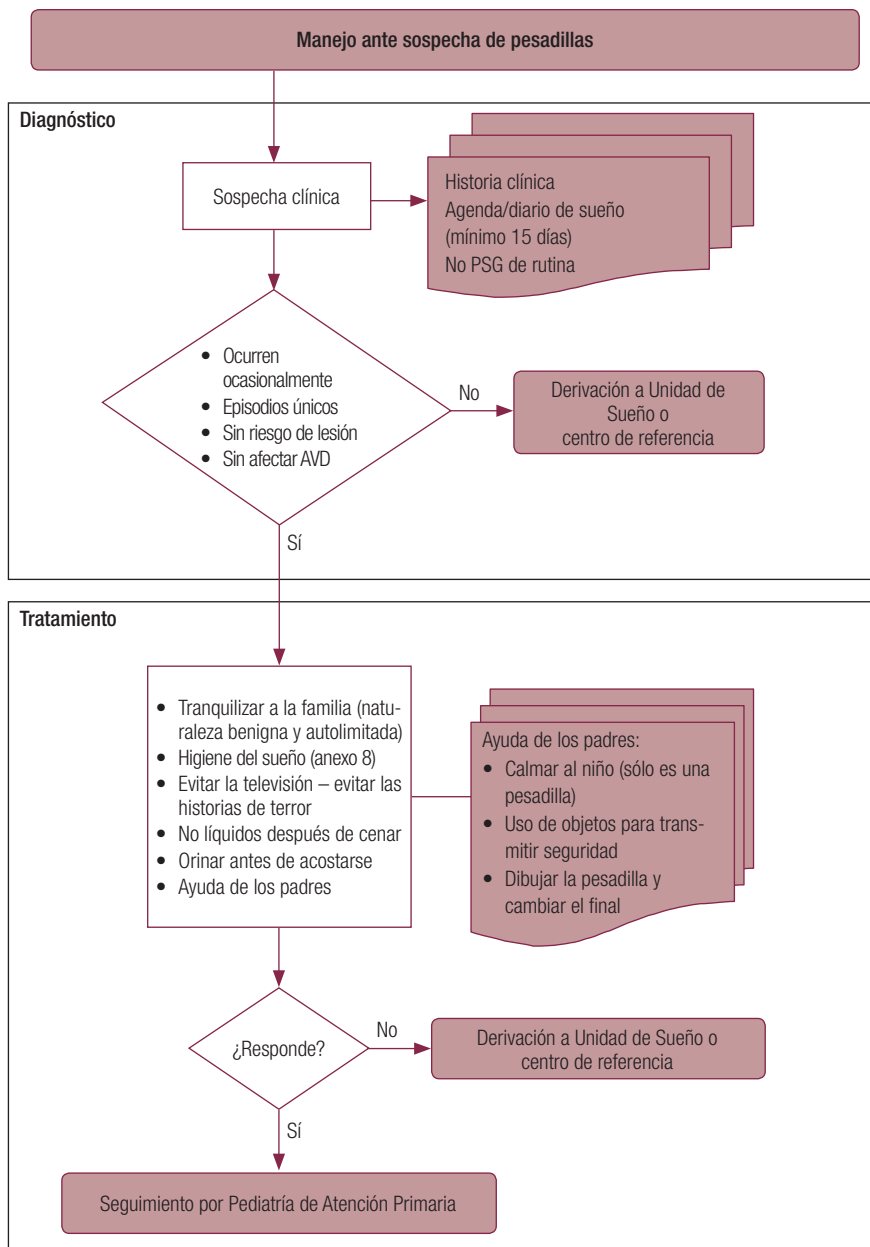 Manejo ante sospecha de pesadillas
Diagnóstico
Sospecha clínica
Historia clínica
Agenda/diario de sueño
(mínimo 15 días)
No PSG de rutina
• Ocurren
ocasionalmente
• Episodios únicos
• Sin riesgo de lesión
• Sin afectar AVD
No
Derivación a Unidad de
Sueño o
centro de referencia
Sí
Tratamiento
• Tranquilizar a la familia (natu-
raleza benigna y autolimitada)
• Higiene del sueño (anexo 8)
• Evitar la televisión – evitar las
historias de terror
• No líquidos después de cenar
• Orinar antes de acostarse
• Ayuda de los padres
Ayuda de los padres:
• Calmar al niño (sólo es una
pesadilla)
• Uso de objetos para trans-
mitir seguridad
• Dibujar la pesadilla y
cambiar el final
¿Responde?
No
Derivación a Unidad de Sueño o
centro de referencia
Sí
Seguimiento por Pediatría de Atención Primaria